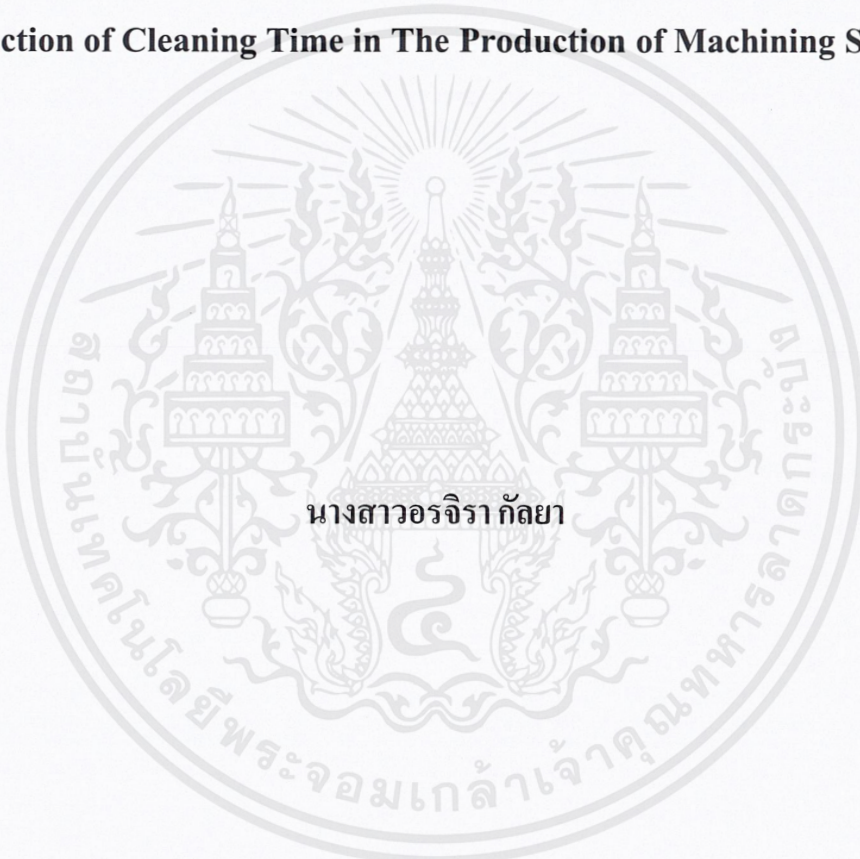 ction of Cleaning Time in The Production of Machining S
นางสาวอรจิรา กัลยา
สถาบันเทคโนโลยีพระจอมเกล้าเจ้าคุณทหารลาดกระบัง